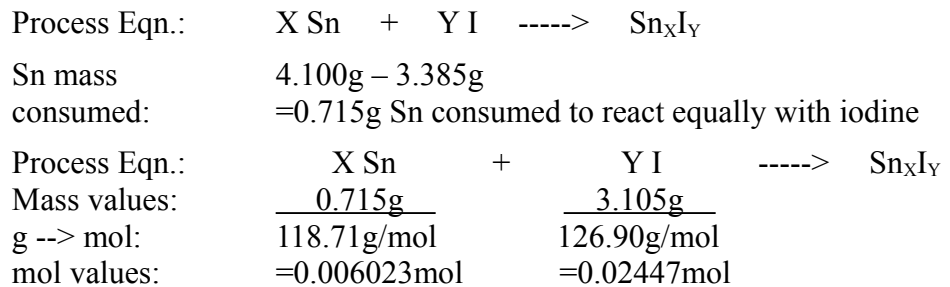 Process Eqn.: X Sn + Y I -----> SnXIY
Sn mass 4.100g – 3.385g
consumed: =0.715g Sn consumed to react equally with iodine
Process Eqn.: X Sn + Y I -----> SnXIY
Mass values: 0.715g 3.105g
g --> mol: 118.71g/mol 126.90g/mol
mol values: =0.006023mol =0.02447mol